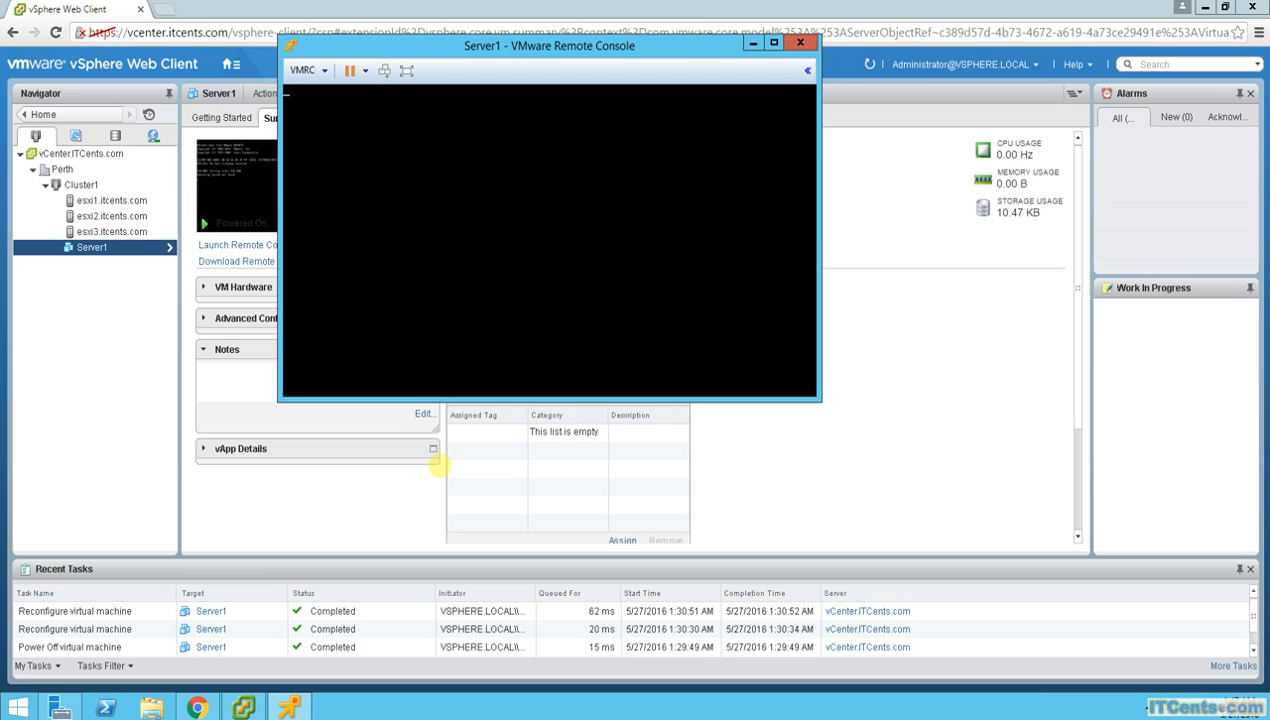 vSphere Web Client
https://vcenter.itcents.com/vsphere-client/?csp#extensionId%3Dvsphere.core.vm.summary%3Bcontext%3Dcom.vmware.core.model%253A%253AServerObjectRef~c389d57d-4b73-4672-a619-4a73ce29491e%253AVirtua
Server1 - VMware Remote Console
vmware® vSphere Web Client
Administrator@VSPHERE.LOCAL
Help
Search
VMRC
Navigator
Server1
Action
Alarms
Home
Getting Started
Sum
All (...
New (0)
Acknowl...
vCenter.ITCents.com
Perth
Cluster1
esxi1.itcents.com
esxi2.itcents.com
esxi3.itcents.com
Server1
CPU USAGE
0.00 Hz
MEMORY USAGE
0.00 B
STORAGE USAGE
10.47 KB
Powered On
Launch Remote Co
Download Remote
VM Hardware
Advanced Conf
Notes
Edit...
vApp Details
Work In Progress
Assigned Tag
Category
Description
This list is empty.
Assign
Remove
Recent Tasks
Task Name
Target
Status
Initiator
Queued For
Start Time
Completion Time
Server
Reconfigure virtual machine
Server1
Completed
VSPHERE.LOCAL\\...
62 ms
5/27/2016 1:30:51 AM
5/27/2016 1:30:52 AM
vCenter.ITCents.com
Reconfigure virtual machine
Server1
Completed
VSPHERE.LOCAL\\...
20 ms
5/27/2016 1:30:30 AM
5/27/2016 1:30:34 AM
vCenter.ITCents.com
Power Off virtual machine
Server1
Completed
VSPHERE.LOCAL\\...
15 ms
5/27/2016 1:29:49 AM
5/27/2016 1:29:49 AM
vCenter.ITCents.com
My Tasks
Tasks Filter
More Tasks
ITCents.com